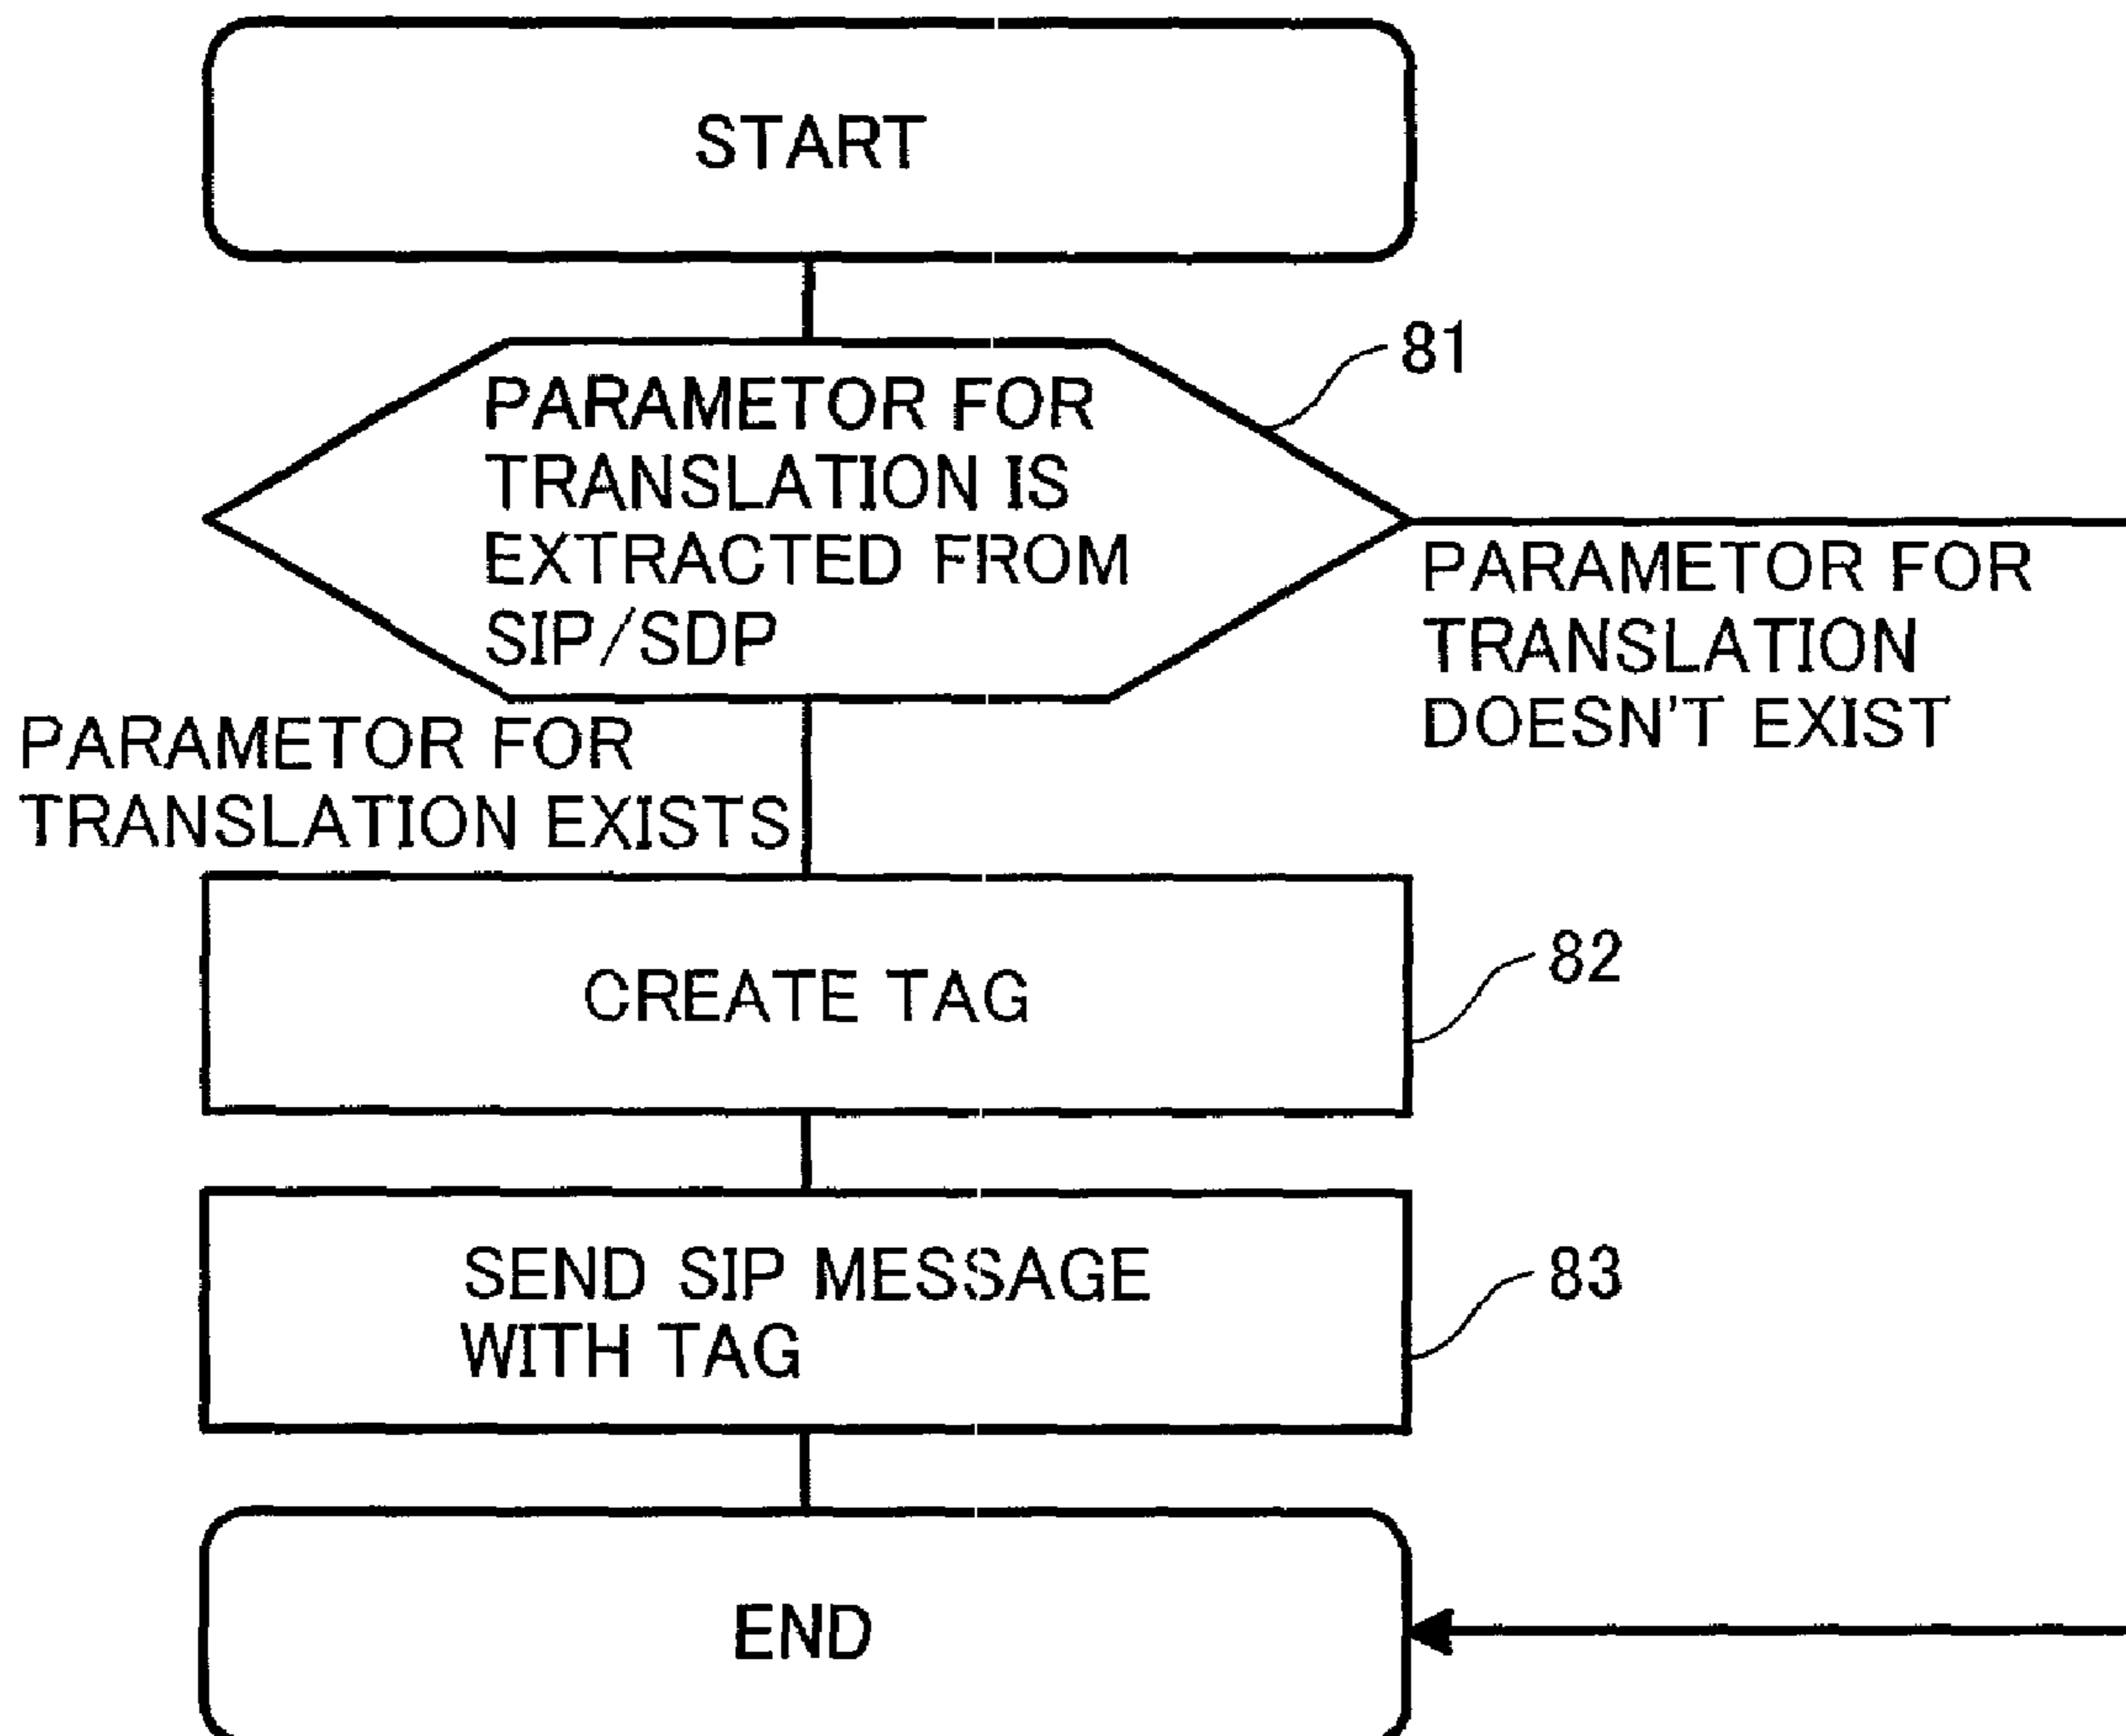 START
81
PARAMETOR FOR
TRANSLATION IS
EXTRACTED FROM
SIP/SDP
PARAMETOR FOR
TRANSLATION
DOESN'T EXIST
PARAMETOR FOR
TRANSLATION EXISTS
CREATE TAG
82
SEND SIP MESSAGE
WITH TAG
83
END